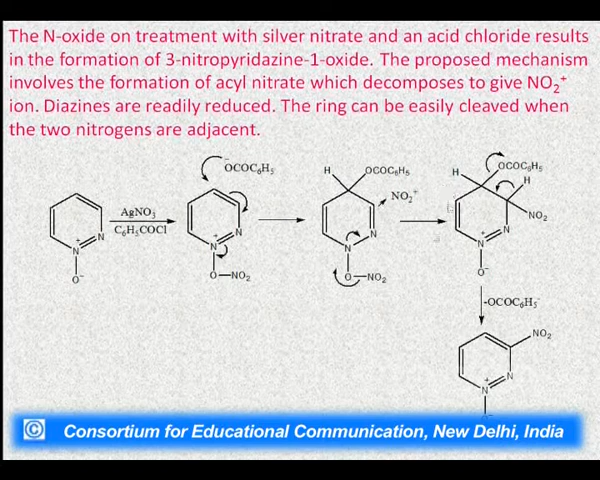 The N-oxide on treatment with silver nitrate and an acid chloride results
in the formation of 3-nitropyridazine-1-oxide. The proposed mechanism
involves the formation of acyl nitrate which decomposes to give NO₂⁺
ion. Diazines are readily reduced. The ring can be easily cleaved when
the two nitrogens are adjacent.
N⁺ N O⁻
AgNO₃
C₆H₅COCl
⁻OCOC₆H₅
N⁺ N O—NO₂
H OCOC₆H₅
NO₂⁺
N N O—NO₂
H OCOC₆H₅
H
NO₂
N⁺ N O⁻
-OCOC₆H₅⁻
NO₂
N⁺ N
© Consortium for Educational Communication, New Delhi, India